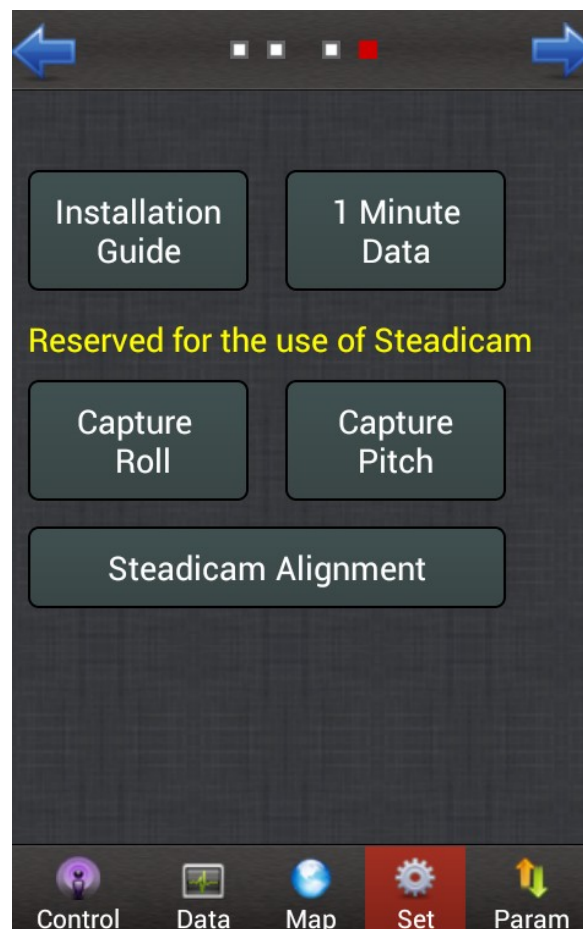 Installation
Guide
1 Minute
Data
Reserved for the use of Steadicam
Capture
Roll
Capture
Pitch
Steadicam Alignment
Control
Data
Map
Set
Param